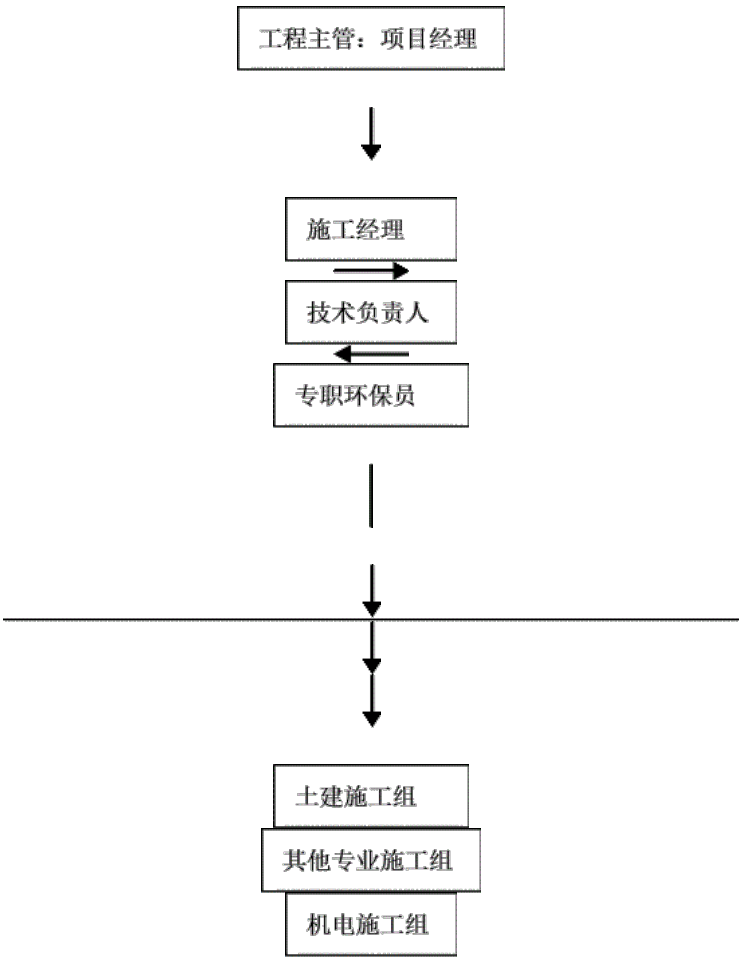 工程主管：项目经理
施工经理
技术负责人
专职环保员
土建施工组
其他专业施工组
机电施工组